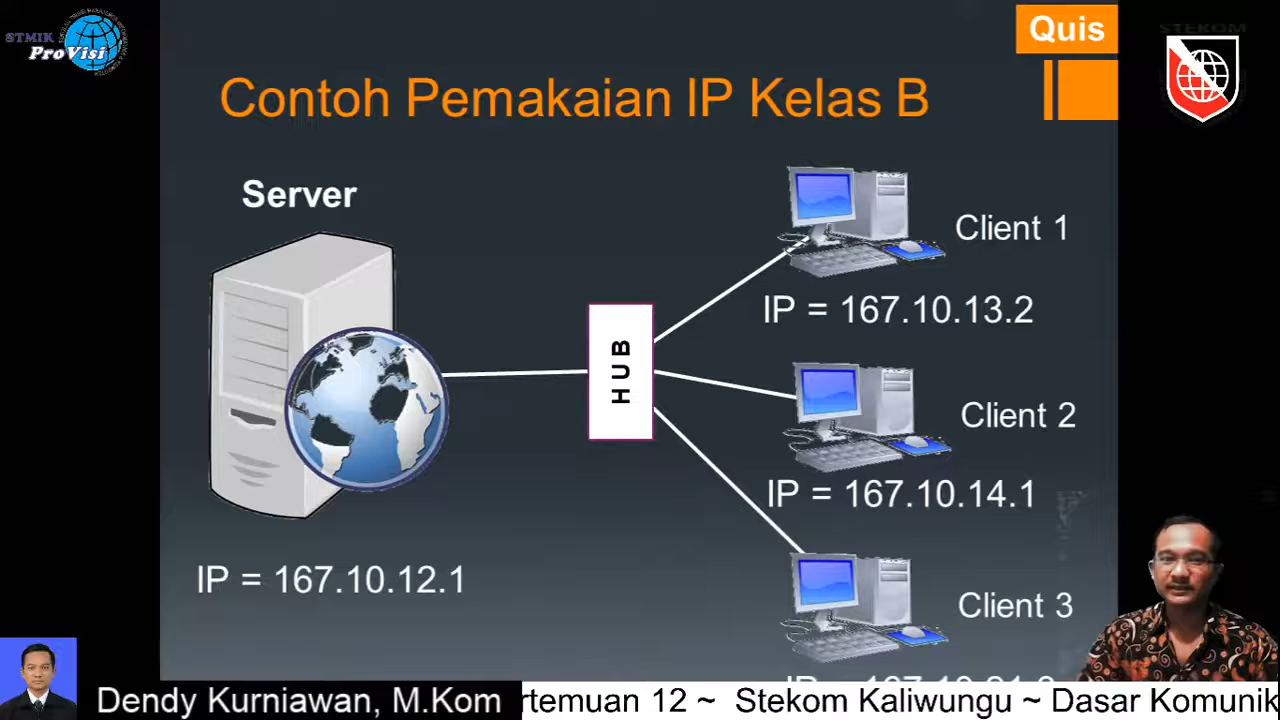 STMIK
ProVisi
Quis
STEKOM
Contoh Pemakaian IP Kelas B
Server
Client 1
IP = 167.10.13.2
HUB
Client 2
IP = 167.10.14.1
IP = 167.10.12.1
Client 3
Dendy Kurniawan, M.Kom
rtemuan 12 ~ Stekom Kaliwungu ~ Dasar Komunik